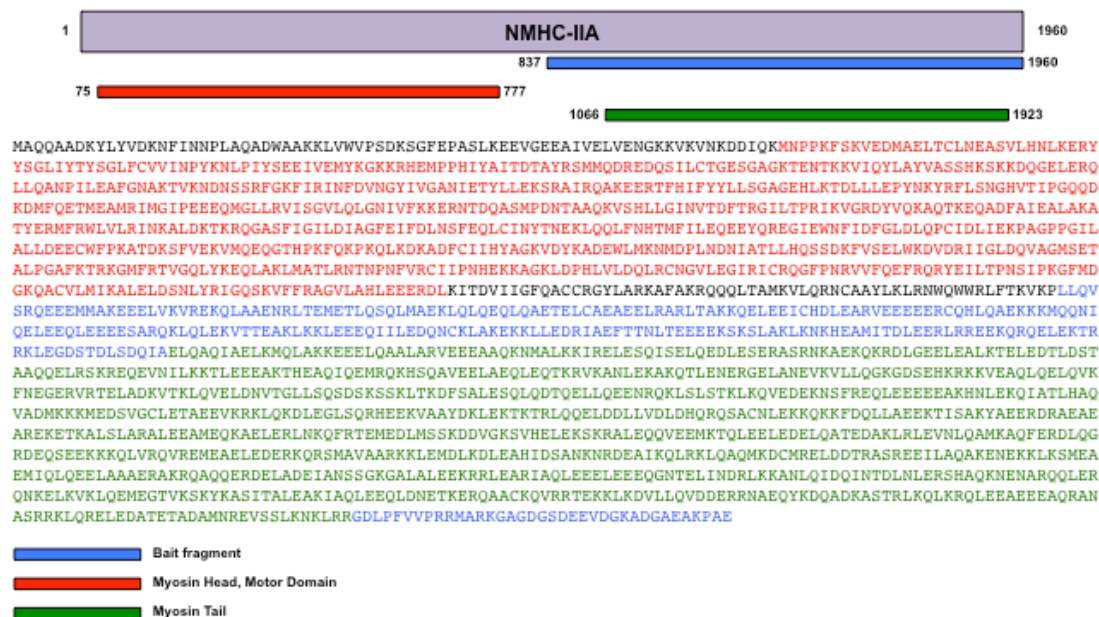 1 NMHC-IIA 1960
837 1960
75 777
1066 1923
MAQQAADKYLYVDKNFINNPLAQADWAAKKLVWVPSDKSGFEPASLKEEVGEEAIVELVENGKKVKVNKDDIQKMNPPKFSKVEDMAELTCLNEASVLHNLKERY
YSGLIYTYSGLFCVVINPYKNLPIYSEEIVEMYKGKKRHEMPPHIYAITDTAYRSMMQDREDQSILCTGESGAGKTENTKKVIQYLAYVASSHKSKKDQGELERQ
LLQANPILEAFGNAKTVKNDNSSRFGKFIRINFDVNGYIVGANIETYLLEKSRAIRQAKEERTFHIFYYLLSGAGEHLKTDLLLEPYNKYRFLSNGHVTIPGQQD
KDMFQETMEAMRIMGIPEEEQMGLLRVISGVLQLGNIVFKKERNTDQASMPDNTAAQKVSHLLGINVTDFTRGILTPRIKVGRDYVQKAQTKEQADFAIEALAKA
TYERMFRWLVLRINKALDKTKRQGASFIGILDIAGFEIFDLNSFEQLCINYTNEKLQQLFNHTMFILEQEEYQREGIEWNFIDFGLDLQPCIDLIEKPAGPPGIL
ALLDEECWFPKATDKSFVEKVMQEQGTHPKFQKPKQLKDKADFCIIHYAGKVDYKADEWLMKNMDPLNDNIATLLHQSSDKFVSELWKDVDRIIGLDQVAGMSET
ALPGAFKTRKGMFRTVGQLYKEQLAKLMATLRNTNPNFVRCIIPNHEKKAGKLDPHLVLDQLRCNGVLEGIRICRQGFPNRVVFQEFRQRYEILTPNSIPKGFMD
GKQACVLMIKALELDSNLYRIGQSKVFFRAGVLAHLEEERDLKITDVIIGFQACCRGYLARKAFAKRQQQLTAMKVLQRNCAAYLKLRNWQWWRLFTKVKPLLQV
SRQEEEMMAKEEELVKVREKQLAAENRLTEMETLQSQLMAEKLQLQEQLQAETELCAEAEELRARLTAKKQELEEICHDLEARVEEEEERCQHLQAEKKKMQQNI
QELEEQLEEEESARQKLQLEKVTTEAKLKKLEEEQIILEDQNCKLAKEKKLLEDRIAEFTTNLTEEEEKSKSLAKLKNKHEAMITDLEERLRREEKQRQELEKTR
RKLEGDSTDLSDQIAELQAQIAELKMQLAKKEEELQAALARVEEEAAQKNMALKKIRELESQISELQEDLESERASRNKAEKQKRDLGEELEALKTELEDTLDST
AAQQELRSKREQEVNILKKTLEEEAKTHEAQIQEMRQKHSQAVEELAEQLEQTKRVKANLEKAKQTLENERGELANEVKVLLQGKGDSEHKRKKVEAQLQELQVK
FNEGERVRTELADKVTKLQVELDNVTGLLSQSDSKSSKLTKDFSALESQLQDTQELLQEENRQKLSLSTKLKQVEDEKNSFREQLEEEEEAKHNLEKQIATLHAQ
VADMKKKMEDSVGCLETAEEVKRKLQKDLEGLSQRHEEKVAAYDKLEKTKTRLQQELDDLLVDLDHQRQSACNLEKKQKKFDQLLAEEKTISAKYAEERDRAEAE
AREKETKALSLARALEEAMEQKAELERLNKQFRTEMEDLMSSKDDVGKSVHELEKSKRALEQQVEEMKTQLEELEDELQATEDAKLRLEVNLQAMKAQFERDLQG
RDEQSEEKKKQLVRQVREMEAELEDERKQRSMAVAARKKLEMDLKDLEAHIDSANKNRDEAIKQLRKLQAQMKDCMRELDDTRASREEILAQAKENEKKLKSMEA
EMIQLQEELAAAERAKRQAQQERDELADEIANSSGKGALALEEKRRLEARIAQLEEELEEEQGNTELINDRLKKANLQIDQINTDLNLERSHAQKNENARQQLER
QNKELKVKLQEMEGTVKSKYKASITALEAKIAQLEEQLDNETKERQAACKQVRRTEKKLKDVLLQVDDERRNAEQYKDQADKASTRLKQLKRQLEEAEEEAQRAN
ASRRKLQRELEDATETADAMNREVSSLKNKLRRGDLPFVVPRRMARKGAGDGSDEEVDGKADGAEAKPAE
Bait fragment
Myosin Head, Motor Domain
Myosin Tail